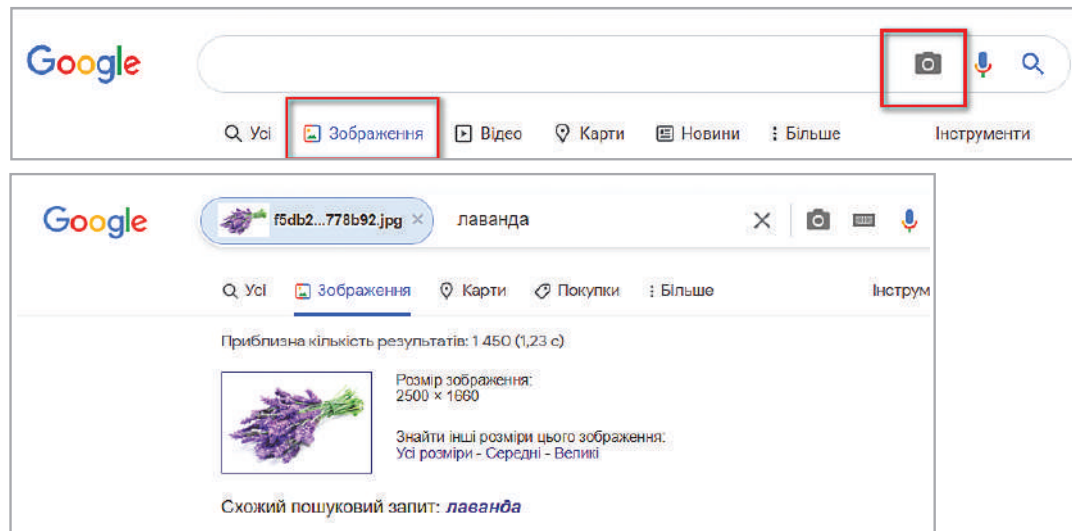 Google
Усі Зображення Відео Карти Новини Більше Інструменти
Google f5db2...778b92.jpg × лаванда
Усі Зображення Карти Покупки Більше Інструм
Приблизна кількість результатів: 1 450 (1,23 с)
Розмір зображення:
2500 × 1660
Знайти інші розміри цього зображення:
Усі розміри - Середні - Великі
Схожий пошуковий запит: лаванда